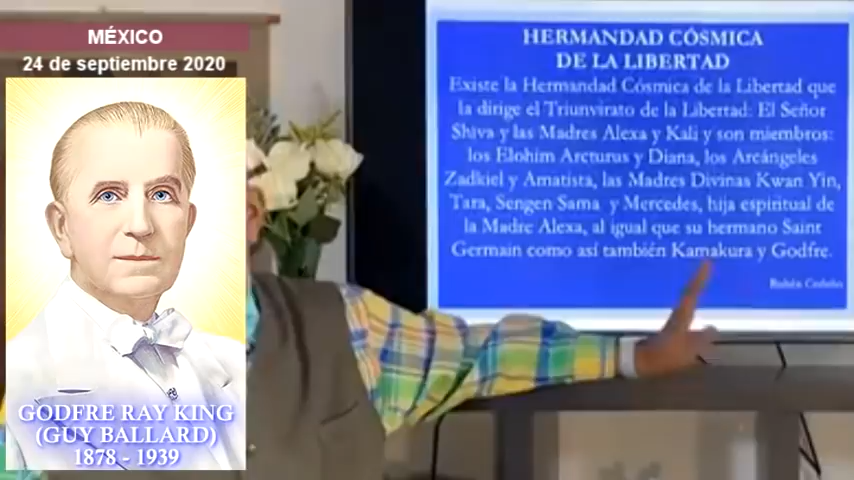 MÉXICO
24 de septiembre 2020
GODFRE RAY KING
(GUY BALLARD)
1878 - 1939
HERMANDAD CÓSMICA
DE LA LIBERTAD
Existe la Hermandad Cósmica de la Libertad que
la dirige el Triunvirato de la Libertad: El Señor
Shiva y las Madres Alexa y Kali y son miembros:
los Elohim Arcturus y Diana, los Arcángeles
Zadkiel y Amatista, las Madres Divinas Kwan Yin,
Tara, Sengen Sama y Mercedes, hija espiritual de
la Madre Alexa, al igual que su hermano Saint
Germain como así también Kamakura y Godfre.
Rubén Cedeño